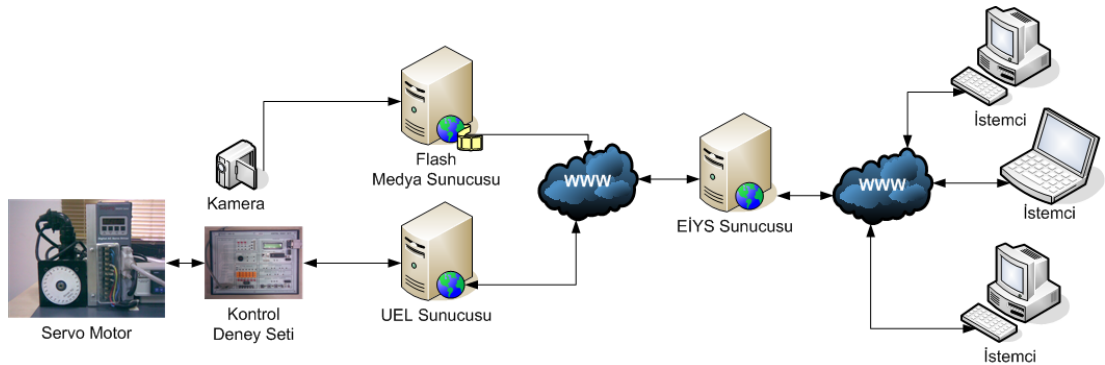 Kamera
Servo Motor
Kontrol
Deney Seti
Flash
Medya Sunucusu
UEL Sunucusu
WWW
EİYS Sunucusu
WWW
İstemci
İstemci
İstemci